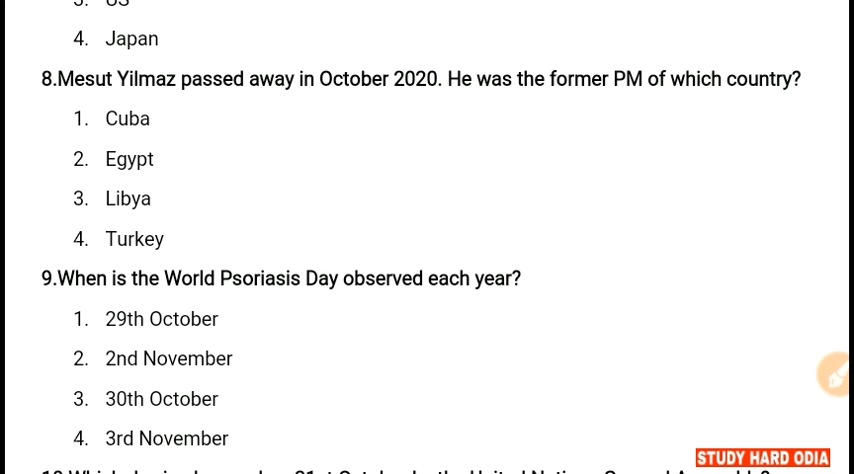 4. Japan
8.Mesut Yilmaz passed away in October 2020. He was the former PM of which country?
1. Cuba
2. Egypt
3. Libya
4. Turkey
9.When is the World Psoriasis Day observed each year?
1. 29th October
2. 2nd November
3. 30th October
4. 3rd November
STUDY HARD ODIA